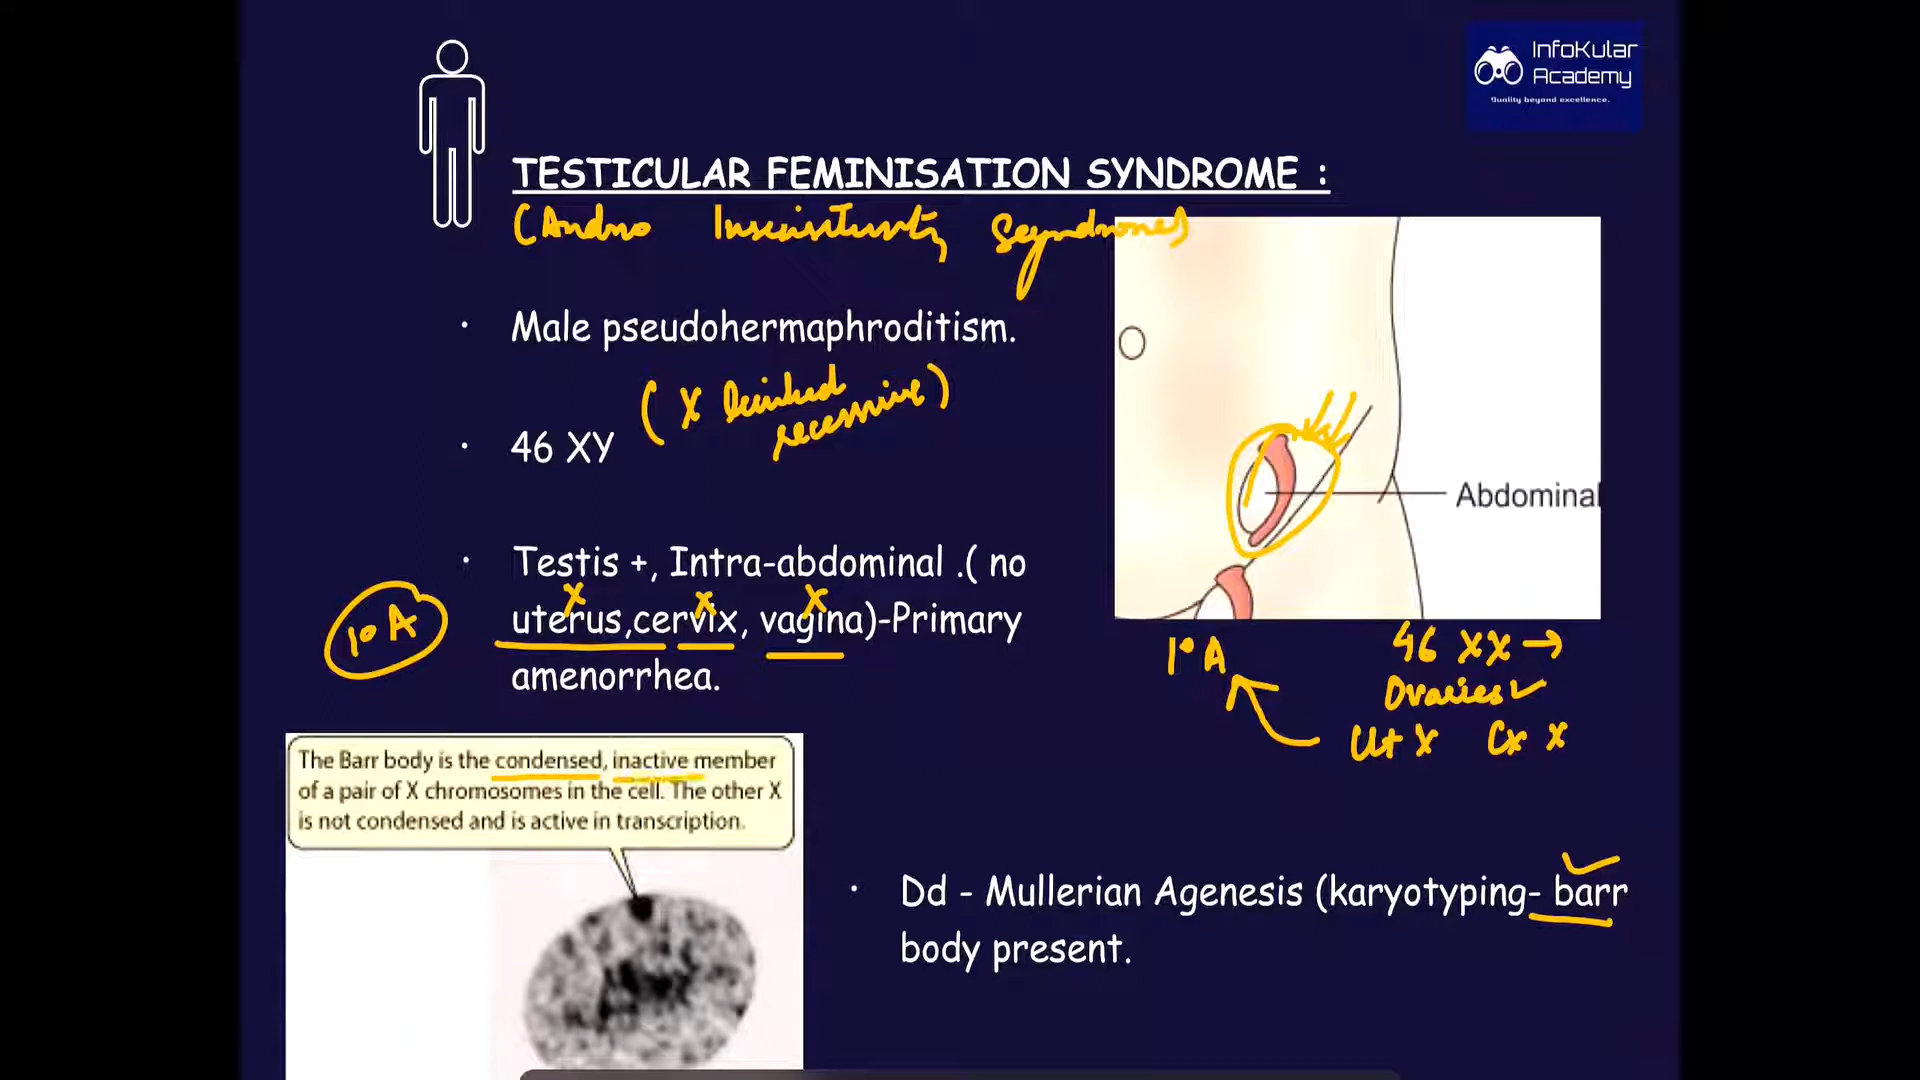 InfoKular
Academy
Quality beyond excellence.
TESTICULAR FEMINISATION SYNDROME :
(Andro Insensitivity Syndrome)
· Male pseudohermaphroditism.
(X linked
recessive)
· 46 XY
Abdominal
· Testis +, Intra-abdominal .( no
x x x
uterus,cervix, vagina)-Primary
amenorrhea.
1° A
1° A
46 XX →
Ovaries ✓
Ut x Cx x
The Barr body is the condensed, inactive member
of a pair of X chromosomes in the cell. The other X
is not condensed and is active in transcription.
· Dd - Mullerian Agenesis (karyotyping- barr
body present.